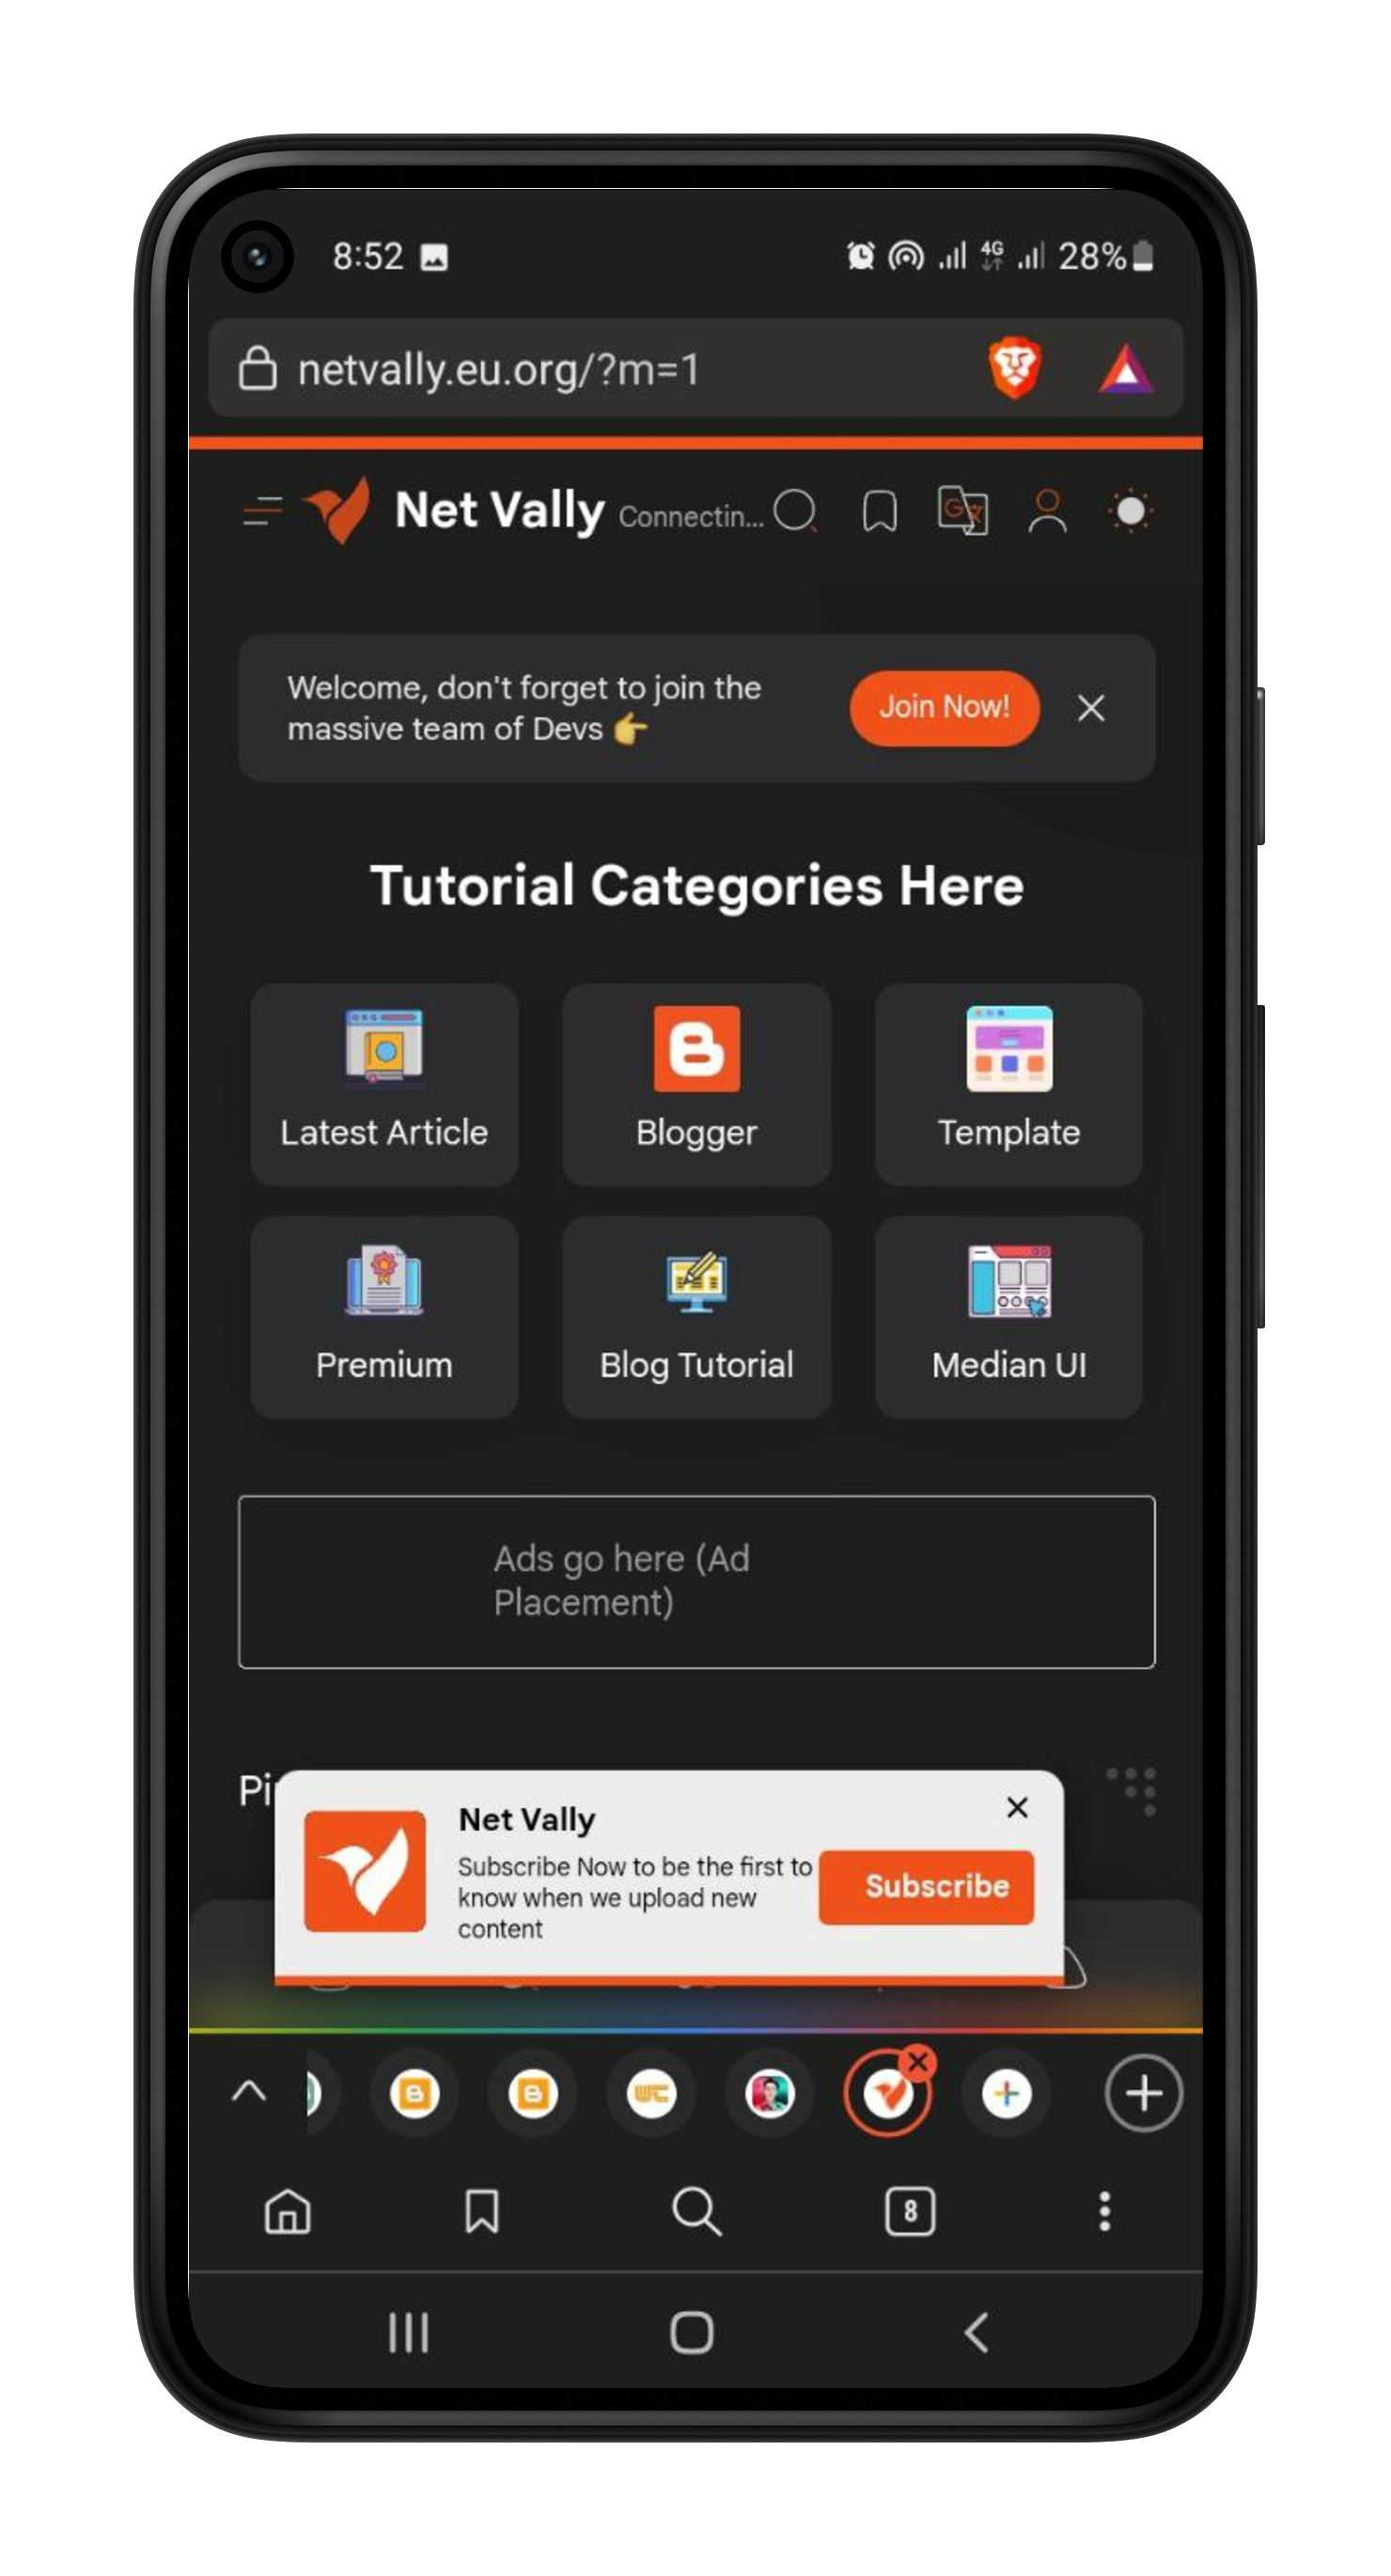 8:52 4G 28%
netvally.eu.org/?m=1
Net Vally Connectin...
Welcome, don't forget to join the
massive team of Devs 👉
Join Now!
Tutorial Categories Here
Latest Article
Blogger
Template
Premium
Blog Tutorial
Median UI
Ads go here (Ad
Placement)
Net Vally
Subscribe Now to be the first to
know when we upload new
content
Subscribe
8